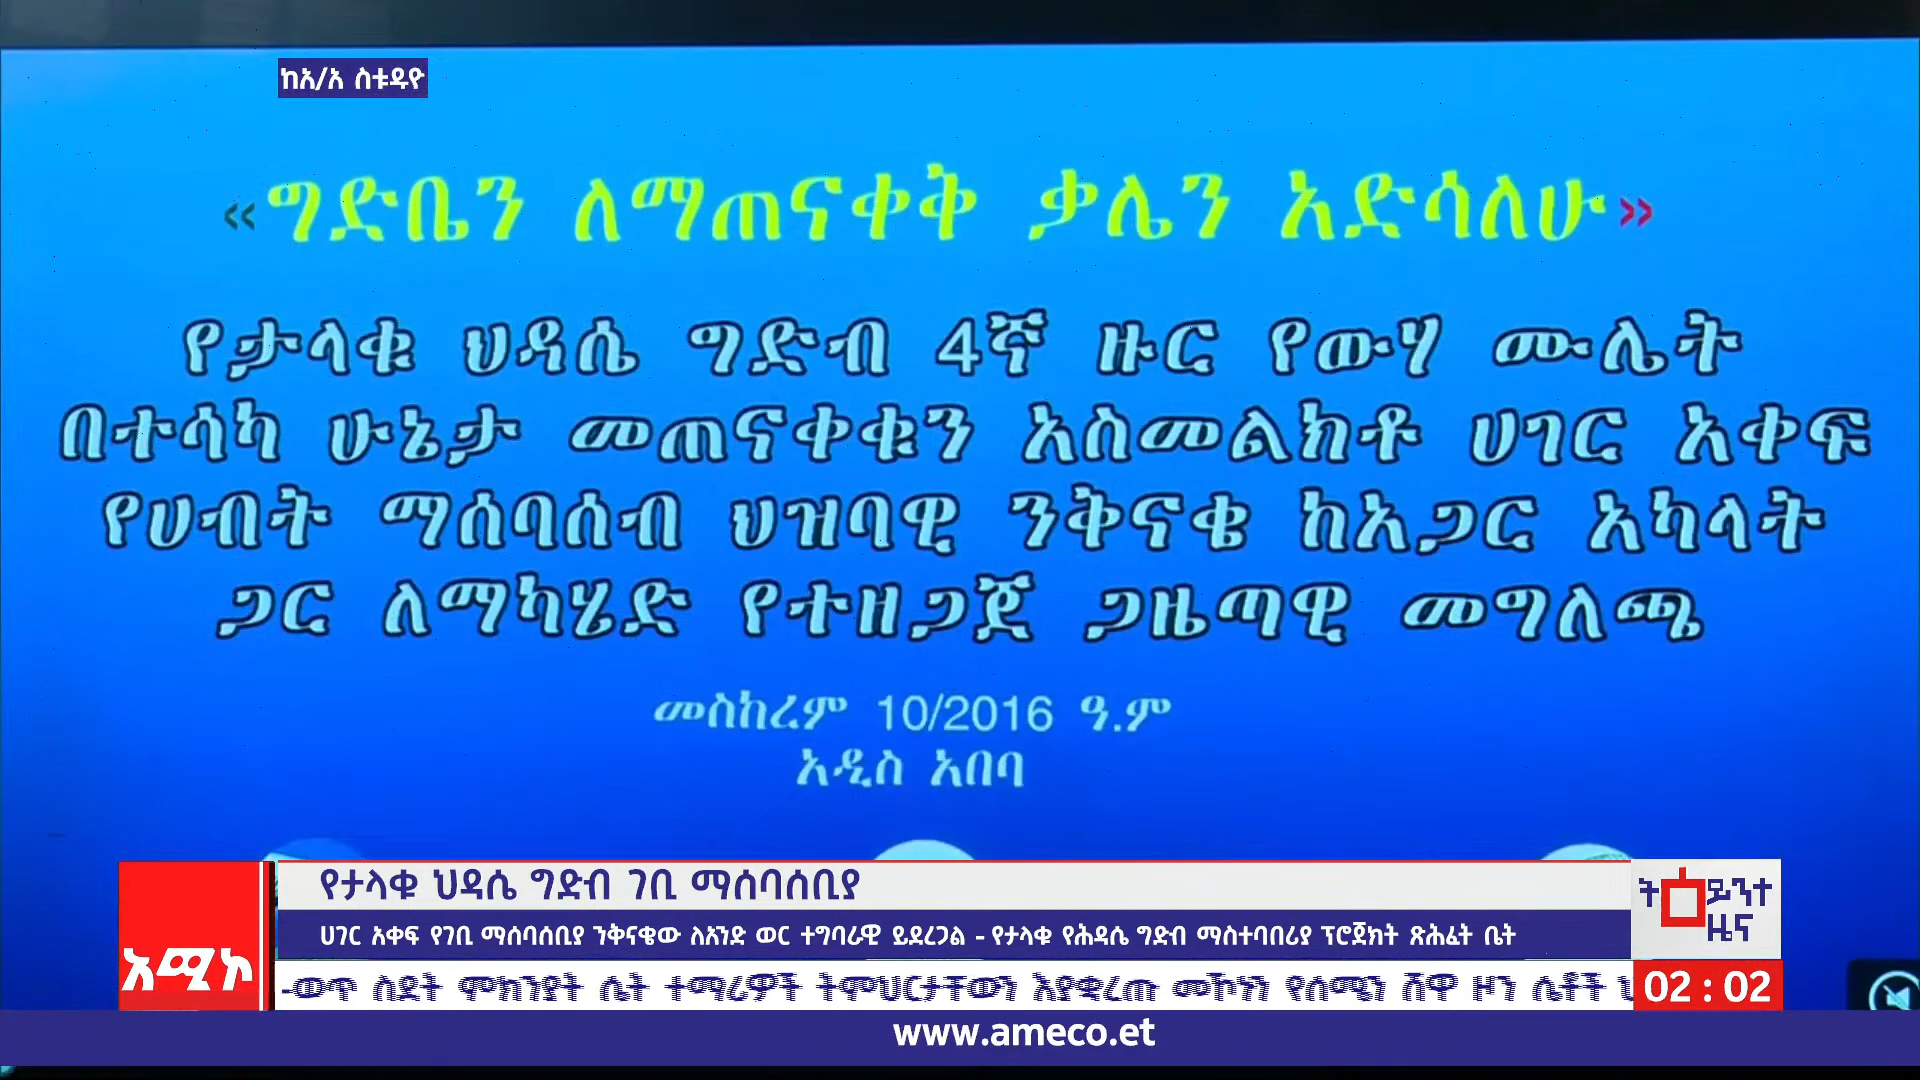 ከአ/አ ስቱዲዮ
«ግድቤን ለማጠናቀቅ ቃሌን አድሳለሁ»
የታላቁ ህዳሴ ግድብ 4ኛ ዙር የውሃ ሙሌት
በተሳካ ሁኔታ መጠናቀቁን አስመልክቶ ሀገር አቀፍ
የሀብት ማሰባሰብ ህዝባዊ ንቅናቄ ከአጋር አካላት
ጋር ለማካሄድ የተዘጋጀ ጋዜጣዊ መግለጫ
መስከረም 10/2016 ዓ.ም
አዲስ አበባ
የታላቁ ህዳሴ ግድብ ገቢ ማሰባሰቢያ
ሀገር አቀፍ የገቢ ማሰባሰቢያ ንቅናቄው ለአንድ ወር ተግባራዊ ይደረጋል - የታላቁ የሕዳሴ ግድብ ማስተባበሪያ ፕሮጀክት ጽሕፈት ቤት
ትዕይንተ
ዜና
አሚኮ
-ወጥ ስደት ምክንያት ሴት ተማሪዎች ትምህርታቸውን እያቋረጡ መኾኑን የሰሜን ሸዋ ዞን ሴቶች
02 : 02
www.ameco.et